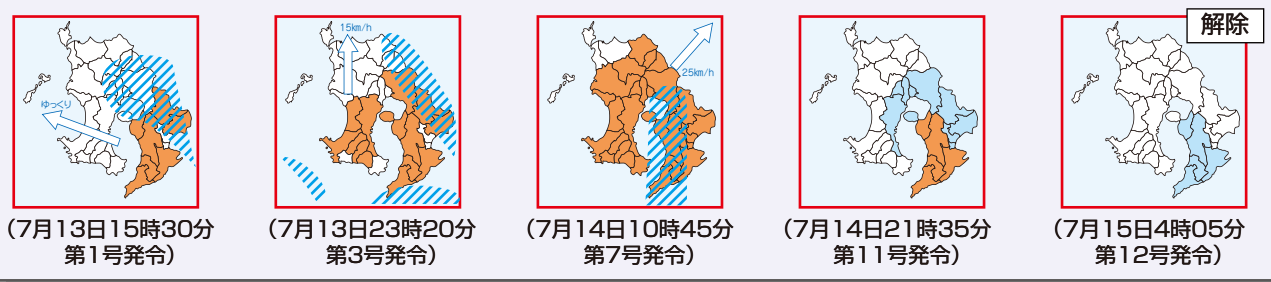 解除
ゆっくり
15km/h
25km/h
（7月13日15時30分
第1号発令）
（7月13日23時20分
第3号発令）
（7月14日10時45分
第7号発令）
（7月14日21時35分
第11号発令）
（7月15日4時05分
第12号発令）